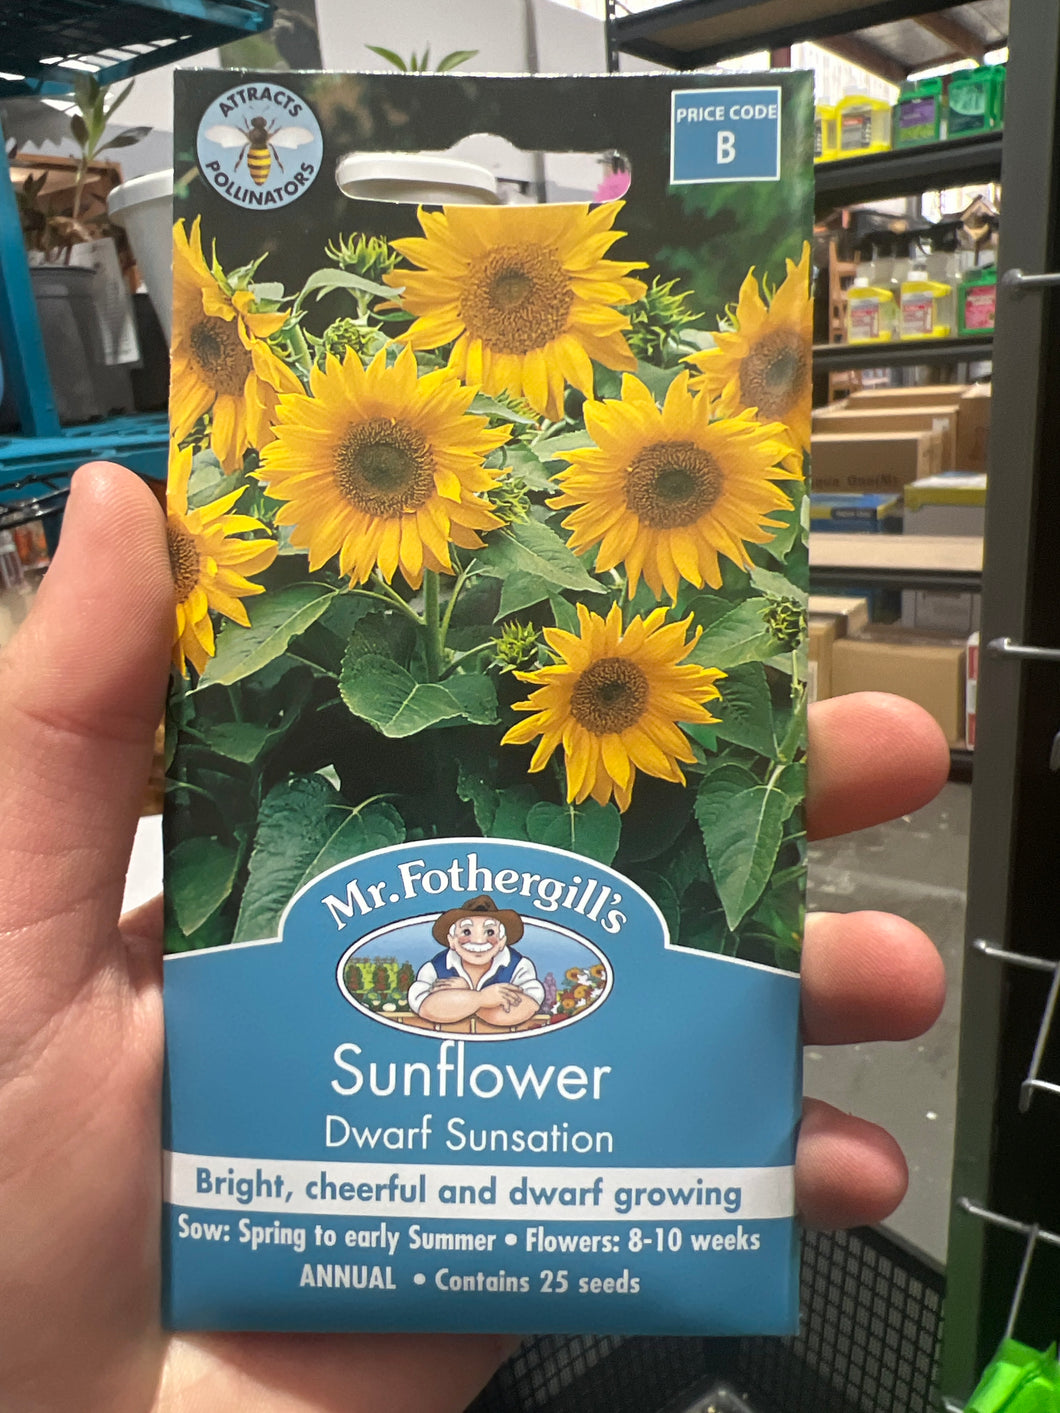 ATTRACTS
POLLINATORS
PRICE CODE
B
Mr. Fothergill's
Sunflower
Dwarf Sunsation
Bright, cheerful and dwarf growing
Sow: Spring to early Summer • Flowers: 8-10 weeks
ANNUAL • Contains 25 seeds